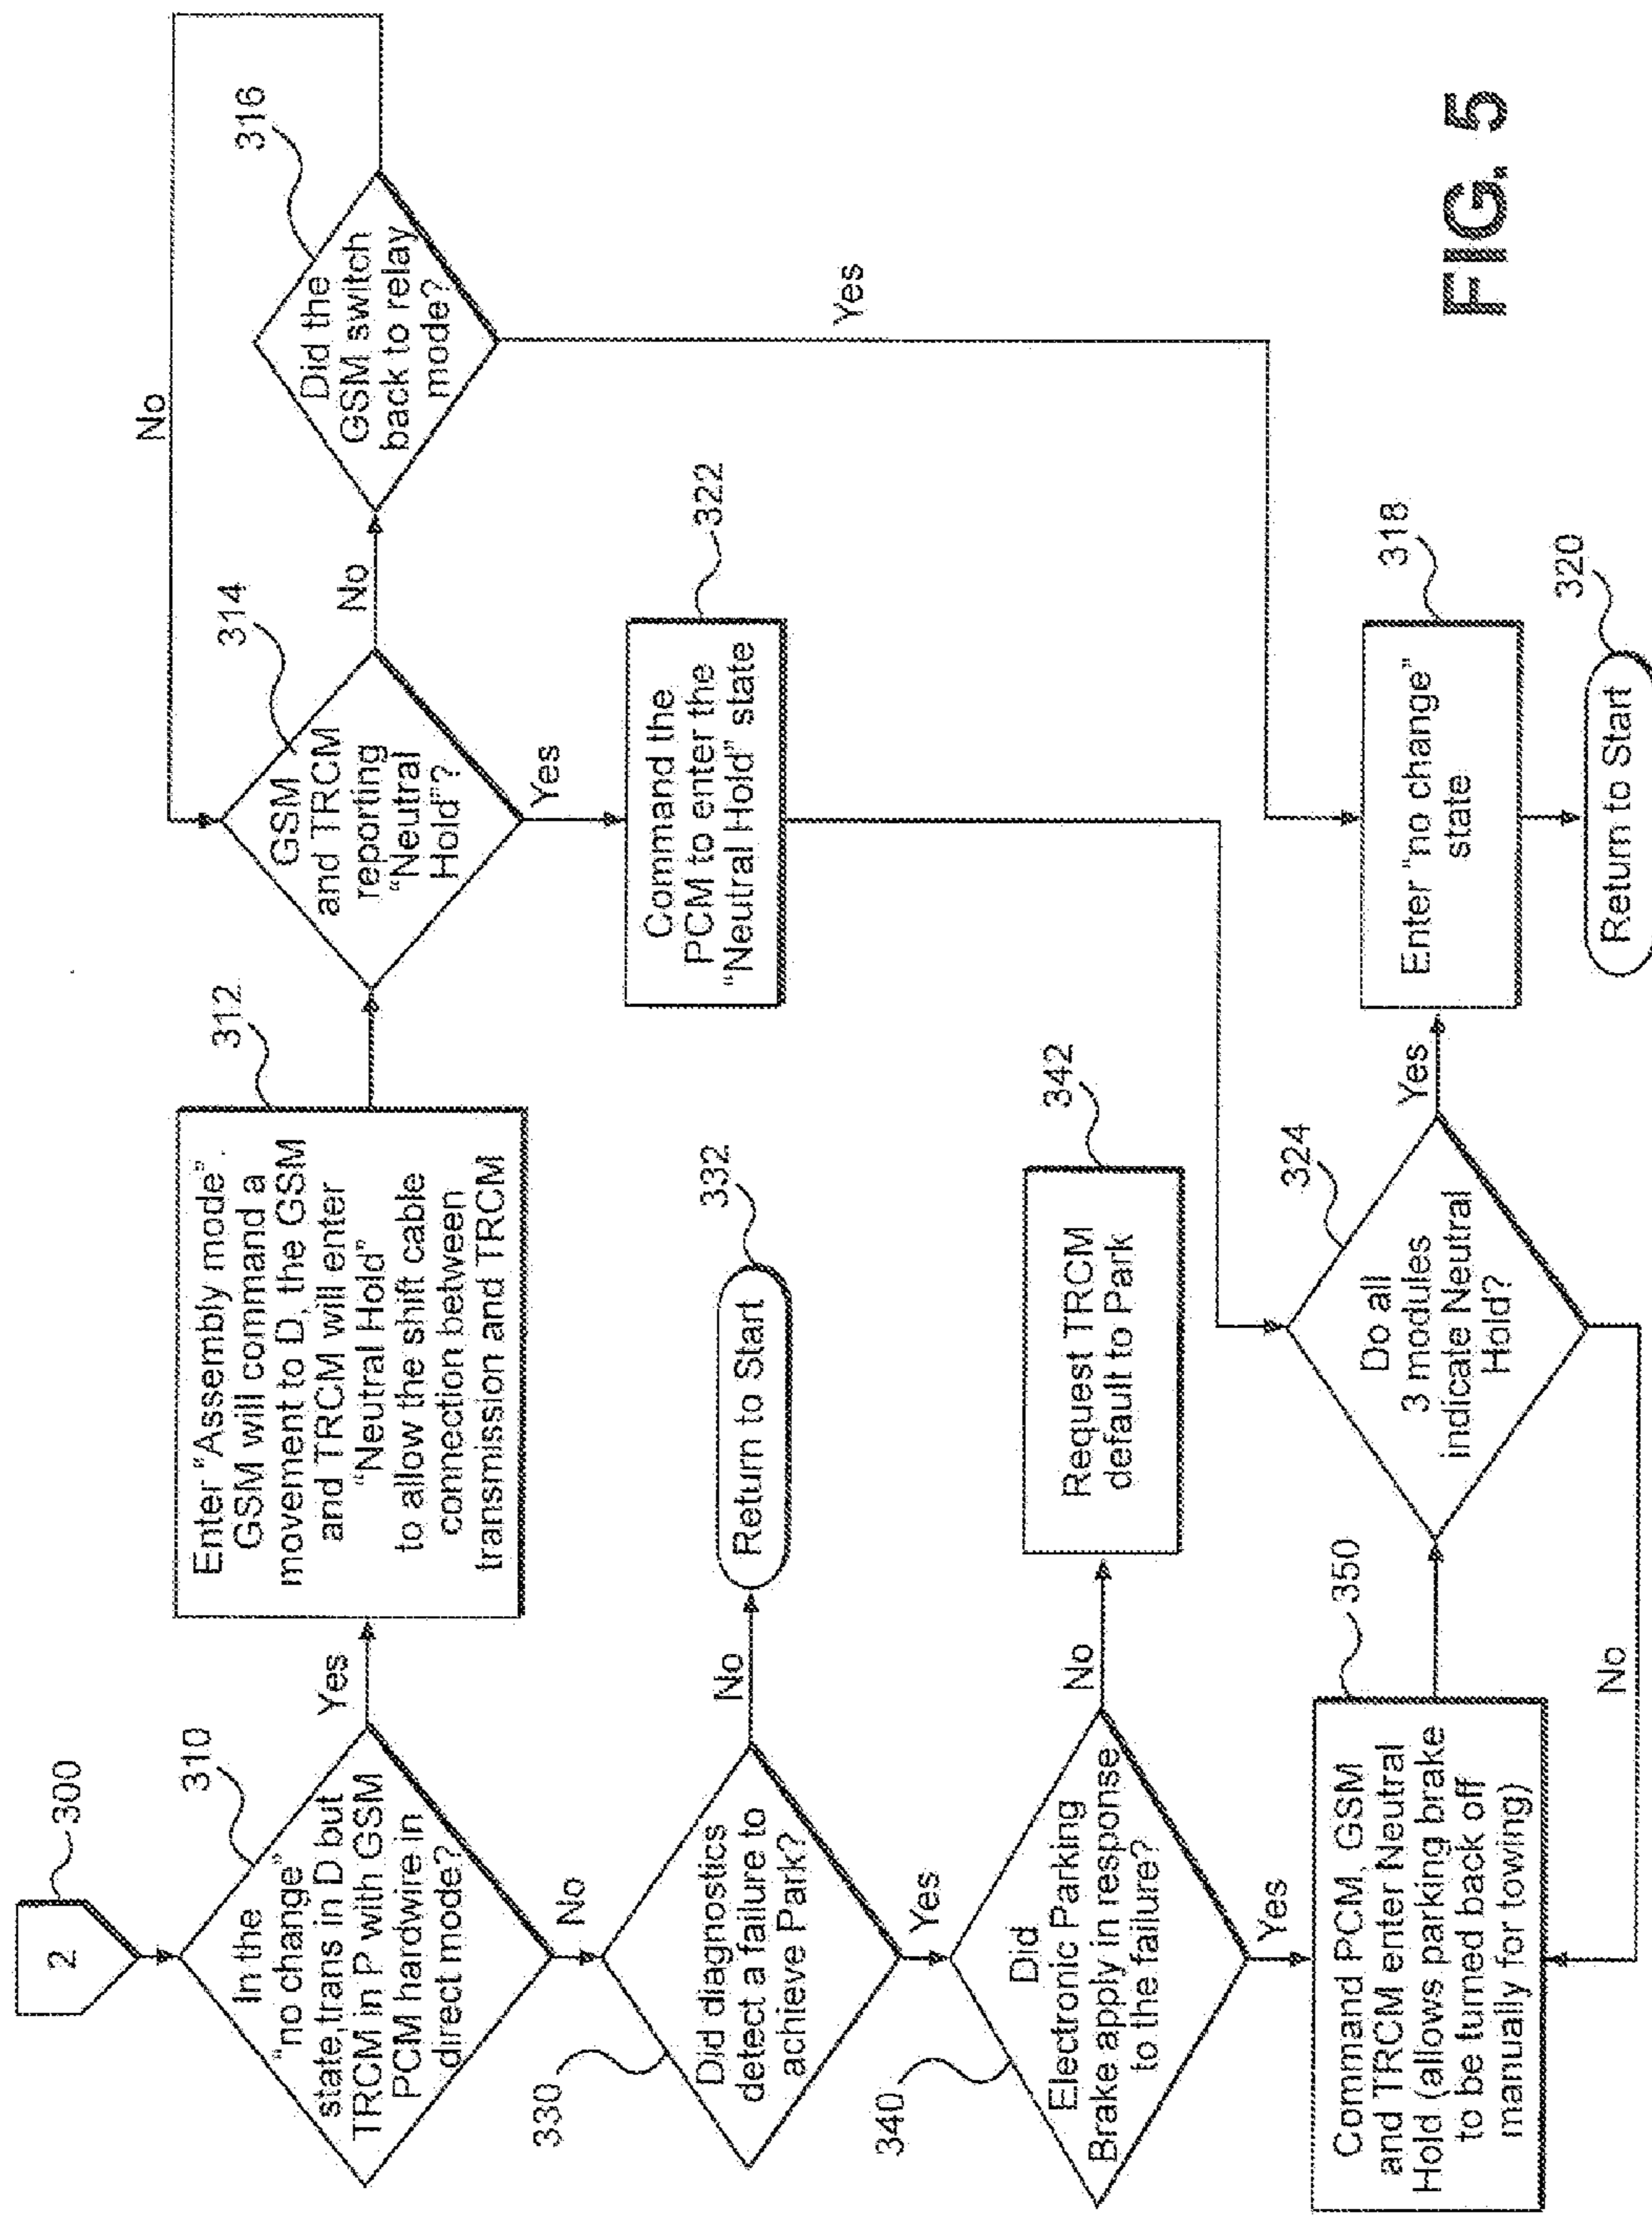 2
300
310
In the
"no change"
state,trans in D but
TRCM in P with GSM
PCM hardwire in
direct mode?
Yes
No
312
Enter "Assembly mode".
GSM will command a
movement to D, the GSM
and TRCM will enter
"Neutral Hold"
to allow the shift cable
connection between
transmission and TRCM
314
GSM
and TRCM
reporting
"Neutral
Hold"?
No
Yes
316
Did the
GSM switch
back to relay
mode?
No
Yes
322
Command the
PCM to enter the
"Neutral Hold" state
330
Did diagnostics
detect a failure to
achieve Park?
No
Yes
332
Return to Start
340
Did
Electronic Parking
Brake apply in response
to the failure?
No
Yes
342
Request TRCM
default to Park
350
Command PCM, GSM
and TRCM enter Neutral
Hold (allows parking brake
to be turned back off
manually for towing)
324
Do all
3 modules
indicate Neutral
Hold?
Yes
No
318
Enter "no change"
state
320
Return to Start
FIG. 5